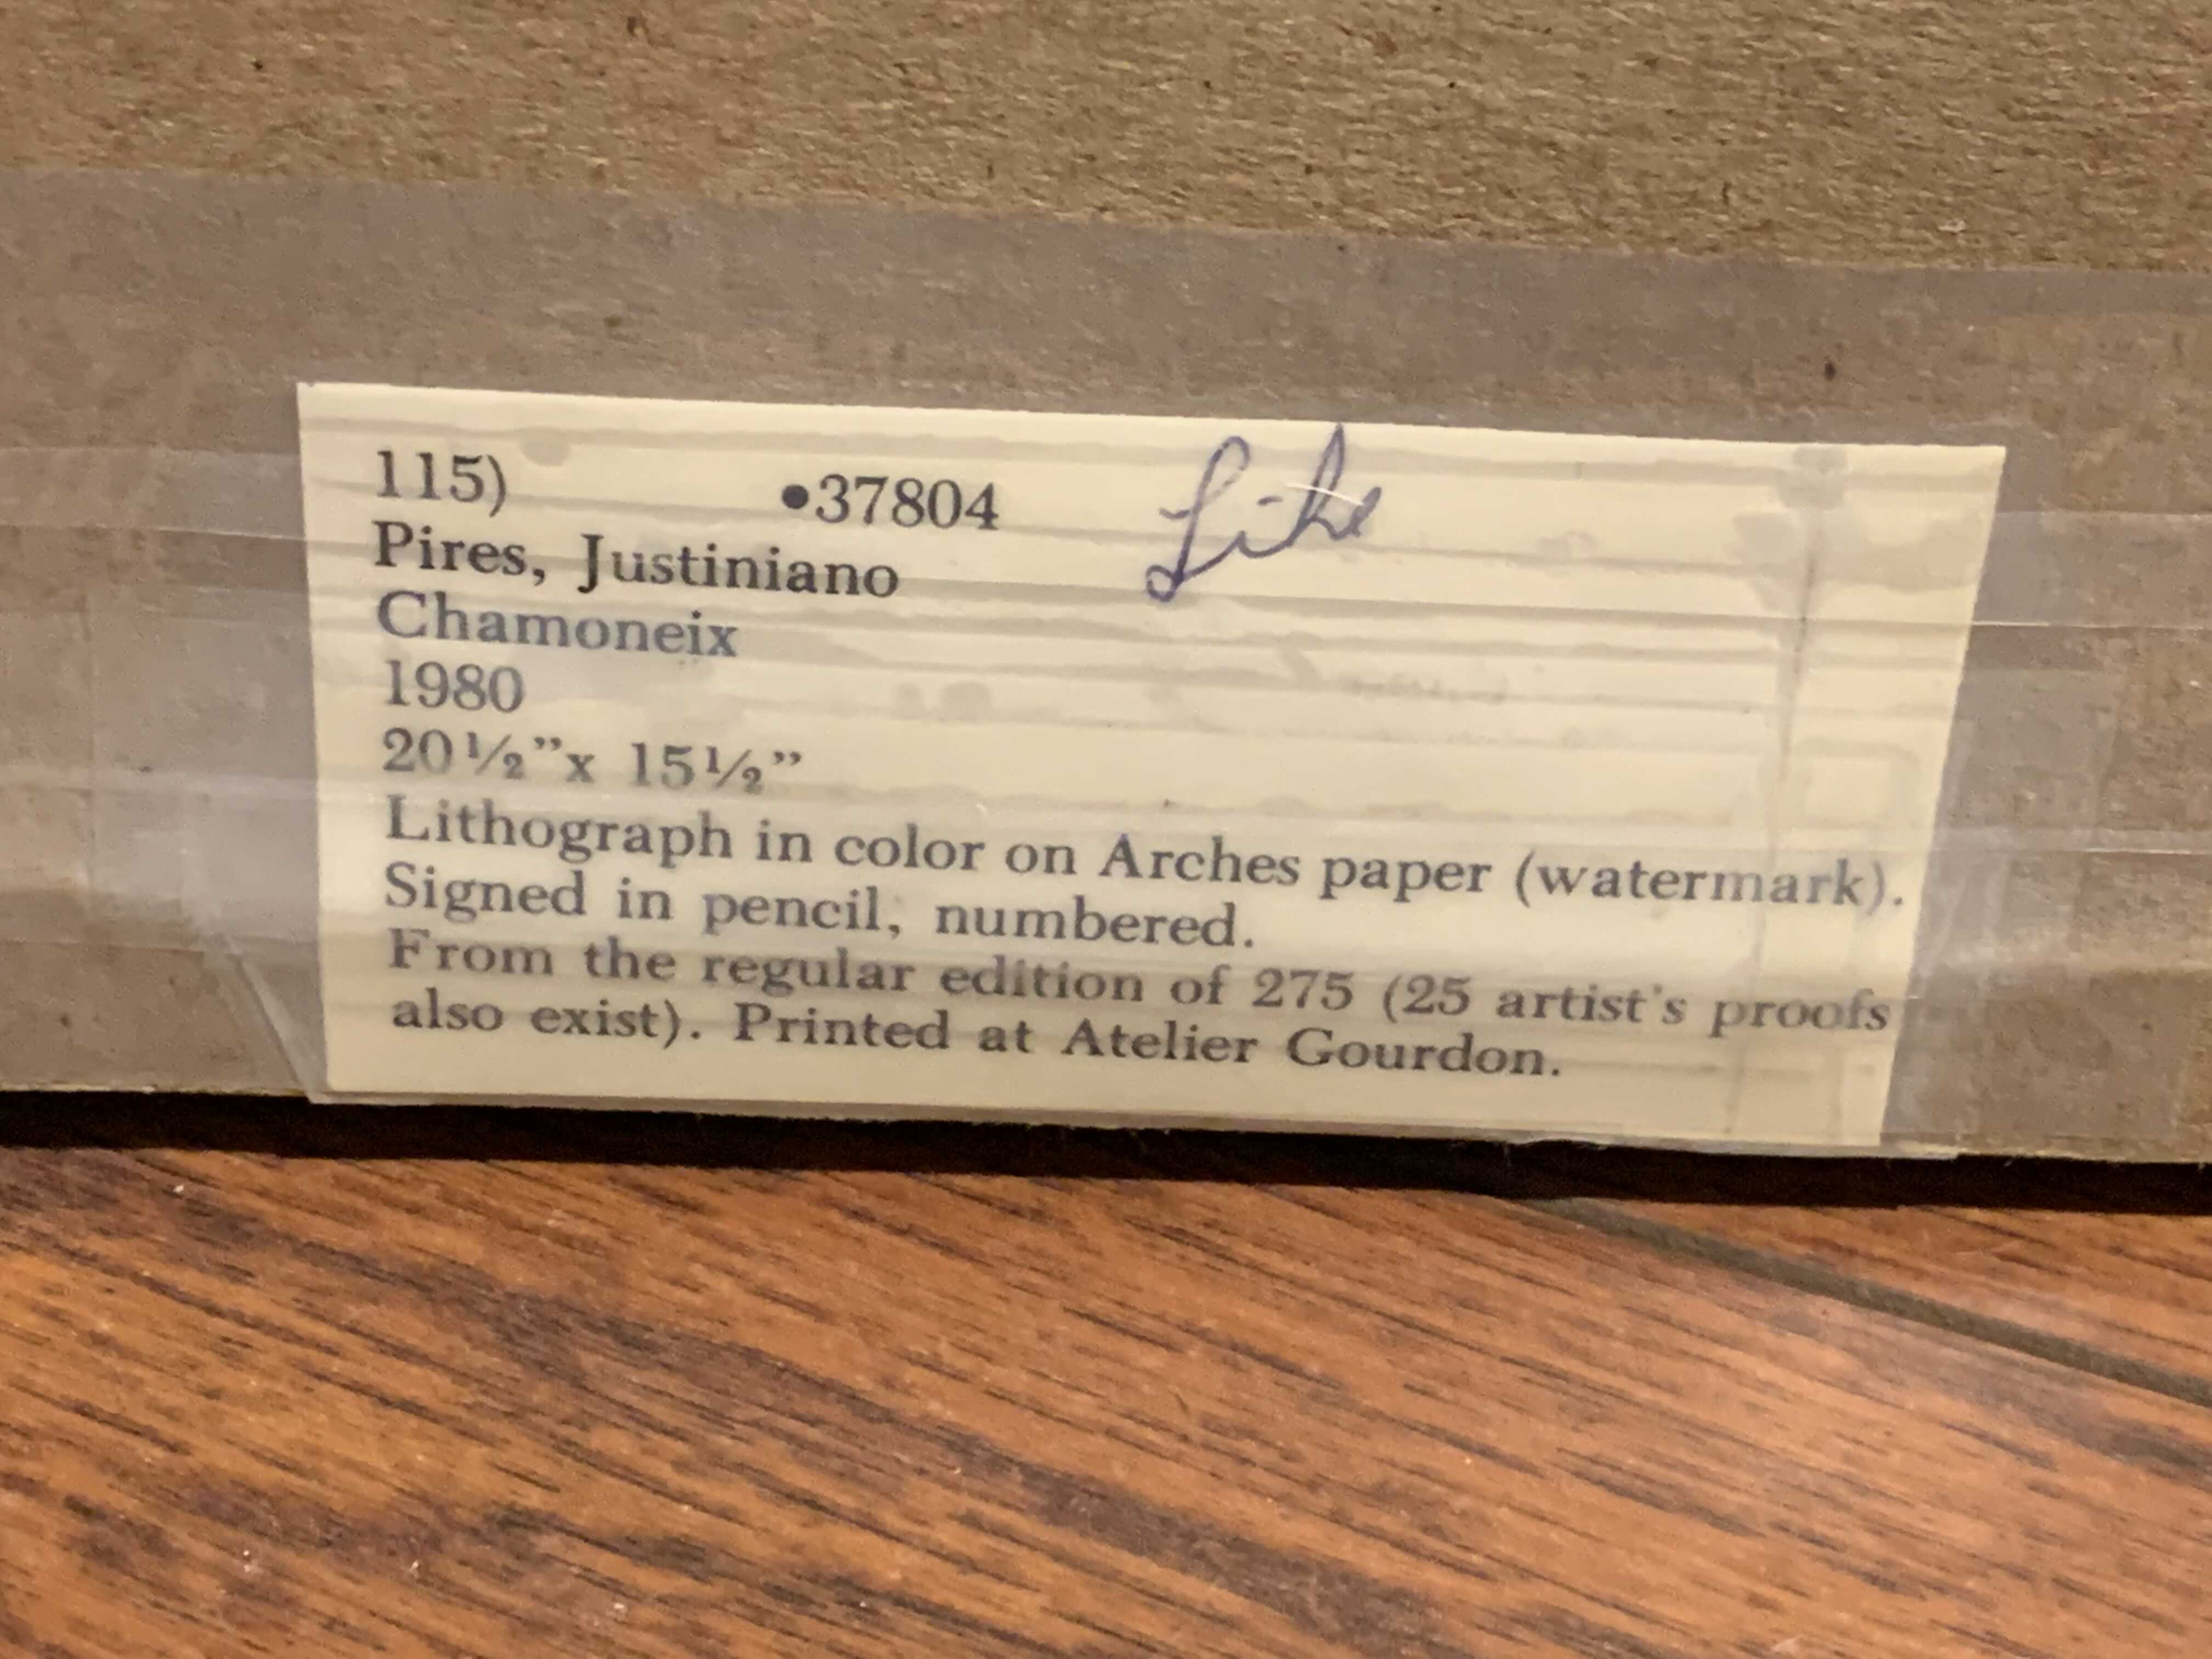 115) •37804 Like
Pires, Justiniano
Chamoneix
1980
20½”x 15½”
Lithograph in color on Arches paper (watermark).
Signed in pencil, numbered.
From the regular edition of 275 (25 artist's proofs
also exist). Printed at Atelier Gourdon.